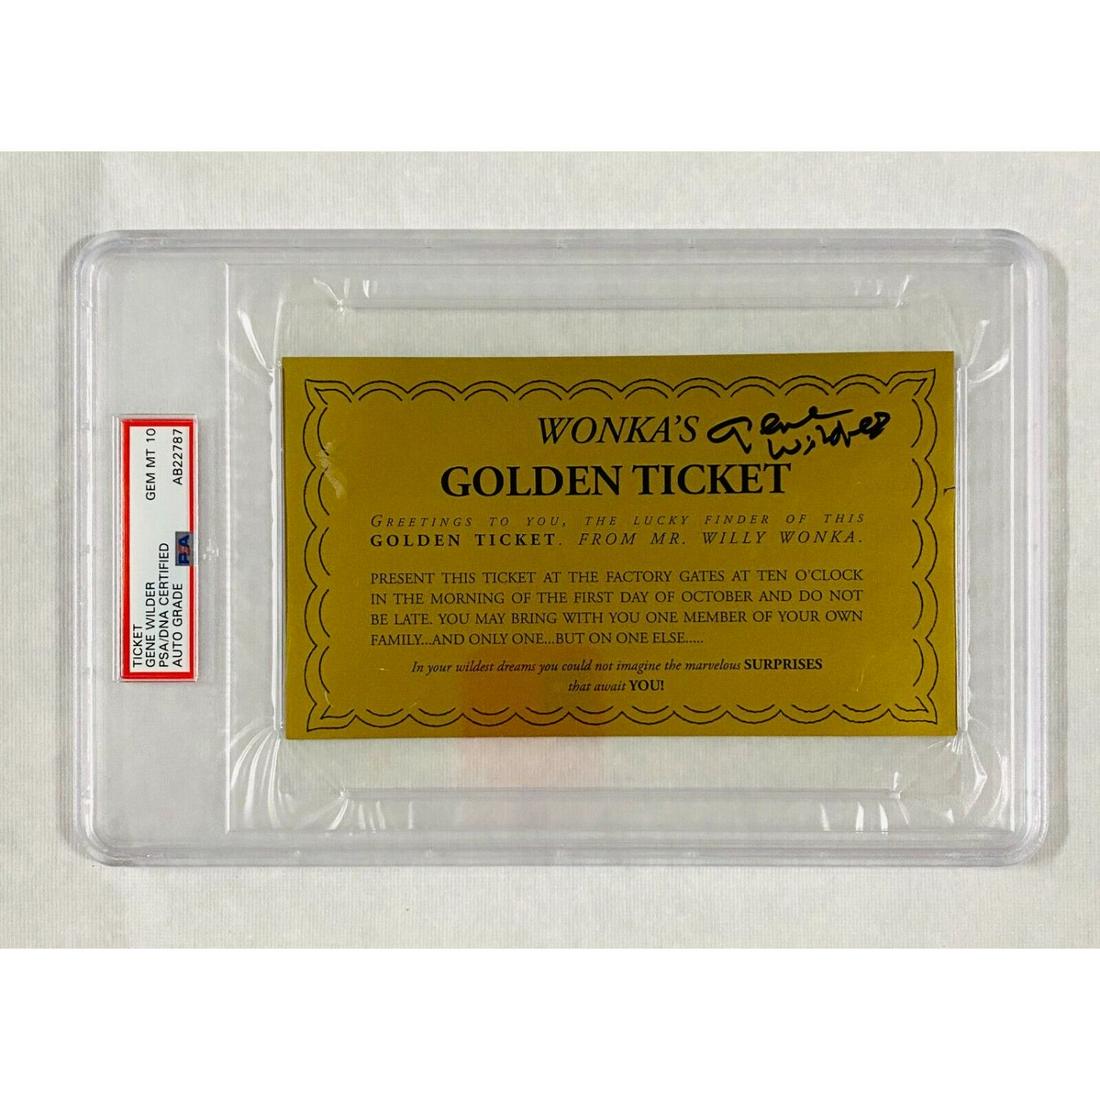 TICKET GEM MT 10
GENE WILDER
PSA/DNA CERTIFIED
AUTO GRADE PSA AB22787
WONKA'S Gene Wilder
GOLDEN TICKET
GREETINGS TO YOU, THE LUCKY FINDER OF THIS
GOLDEN TICKET. FROM MR. WILLY WONKA.
PRESENT THIS TICKET AT THE FACTORY GATES AT TEN O'CLOCK
IN THE MORNING OF THE FIRST DAY OF OCTOBER AND DO NOT
BE LATE. YOU MAY BRING WITH YOU ONE MEMBER OF YOUR OWN
FAMILY...AND ONLY ONE...BUT ON ONE ELSE.....
In your wildest dreams you could not imagine the marvelous SURPRISES
that await YOU!